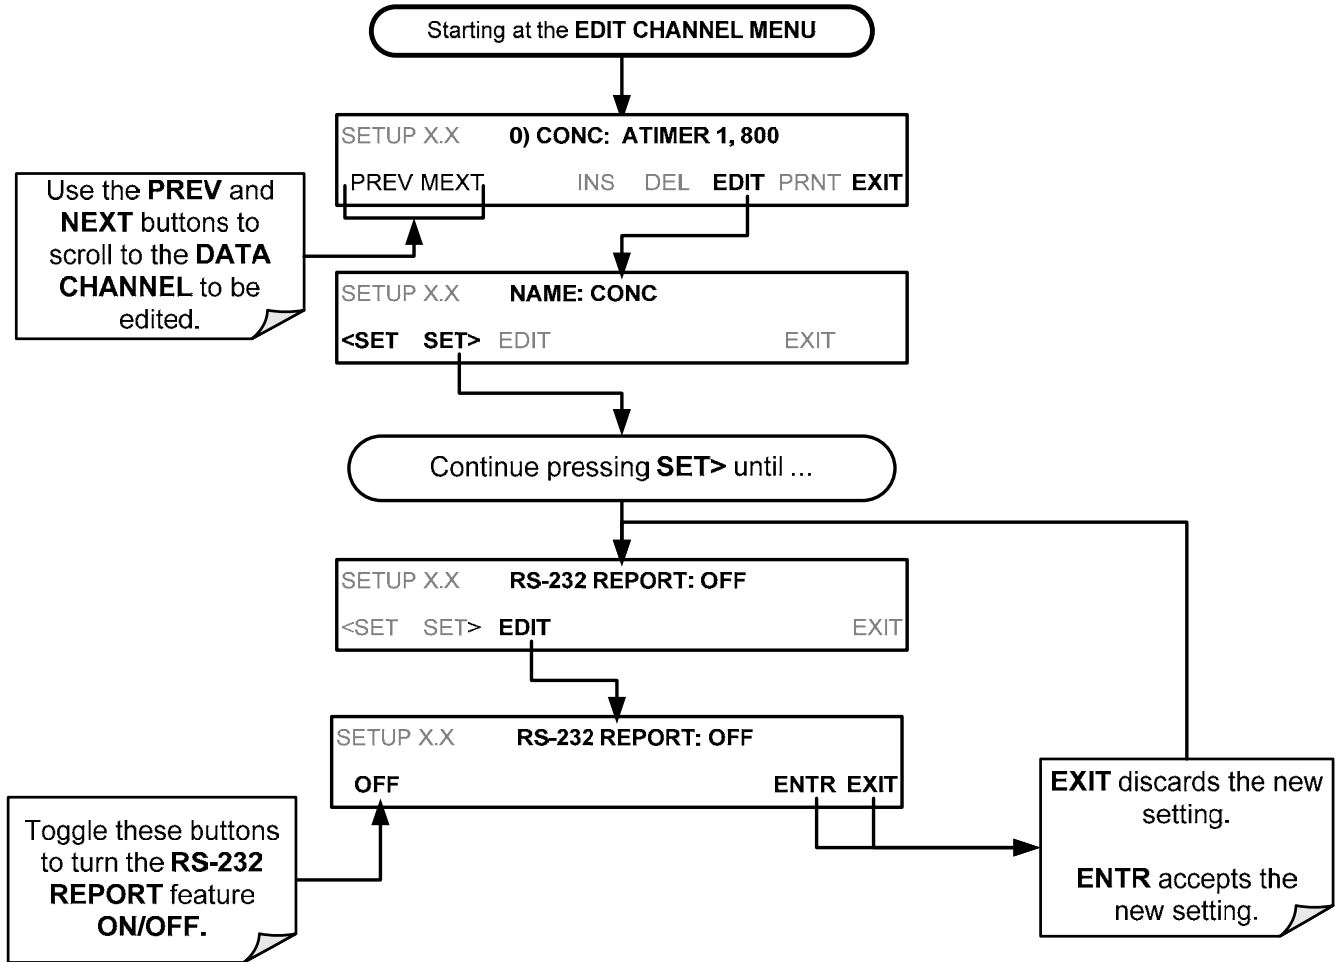 Starting at the EDIT CHANNEL MENU
SETUP X.X 0) CONC: ATIMER 1, 800
PREV MEXT INS DEL EDIT PRNT EXIT
Use the PREV and
NEXT buttons to
scroll to the DATA
CHANNEL to be
edited.
SETUP X.X NAME: CONC
<SET SET> EDIT EXIT
Continue pressing SET> until ...
SETUP X.X RS-232 REPORT: OFF
<SET SET> EDIT EXIT
SETUP X.X RS-232 REPORT: OFF
OFF ENTR EXIT
Toggle these buttons
to turn the RS-232
REPORT feature
ON/OFF.
EXIT discards the new
setting.
ENTR accepts the
new setting.